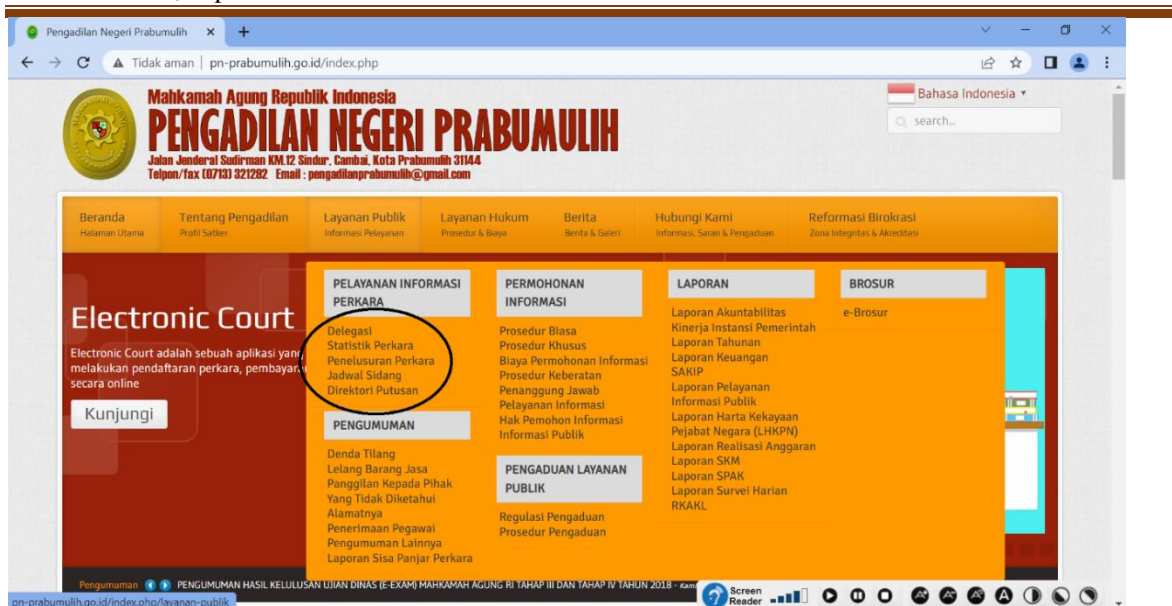 Pengadilan Negeri Prabumulih
Tidak aman | pn-prabumulih.go.id/index.php
Mahkamah Agung Republik Indonesia
PENGADILAN NEGERI PRABUMULIH
Jalan Jenderal Sudirman KM.12 Sindur, Cambai, Kota Prabumulih 31144
Telpon/fax (0713) 321282 Email : pengadilanprabumulih@gmail.com
Bahasa Indonesia
search...
Beranda
Halaman Utama
Tentang Pengadilan
Profil Satker
Layanan Publik
Informasi Pelayanan
Layanan Hukum
Prosedur & Biaya
Berita
Berita & Galeri
Hubungi Kami
Informasi, Saran & Pengaduan
Reformasi Birokrasi
Zona Integritas & Akreditasi
Electronic Court
Electronic Court adalah sebuah aplikasi yang
melakukan pendaftaran perkara, pembayaran
secara online
Kunjungi
PELAYANAN INFORMASI
PERKARA
Delegasi
Statistik Perkara
Penelusuran Perkara
Jadwal Sidang
Direktori Putusan
PENGUMUMAN
Denda Tilang
Lelang Barang Jasa
Panggilan Kepada Pihak
Yang Tidak Diketahui
Alamatnya
Penerimaan Pegawai
Pengumuman Lainnya
Laporan Sisa Panjar Perkara
PERMOHONAN
INFORMASI
Prosedur Biasa
Prosedur Khusus
Biaya Permohonan Informasi
Prosedur Keberatan
Penanggung Jawab
Pelayanan Informasi
Hak Pemohon Informasi
Informasi Publik
PENGADUAN LAYANAN
PUBLIK
Regulasi Pengaduan
Prosedur Pengaduan
LAPORAN
Laporan Akuntabilitas
Kinerja Instansi Pemerintah
Laporan Tahunan
Laporan Keuangan
SAKIP
Laporan Pelayanan
Informasi Publik
Laporan Harta Kekayaan
Pejabat Negara (LHKPN)
Laporan Realisasi Anggaran
Laporan SKM
Laporan SPAK
Laporan Survei Harian
RKAKL
BROSUR
e-Brosur
Pengumuman
PENGUMUMAN HASIL KELULUSAN UJIAN DINAS (E-EXAM) MAHKAMAH AGUNG RI TAHAP III DAN TAHAP IV TAHUN 2018 -
Screen
Reader
pn-prabumulih.go.id/index.php/layanan-publik